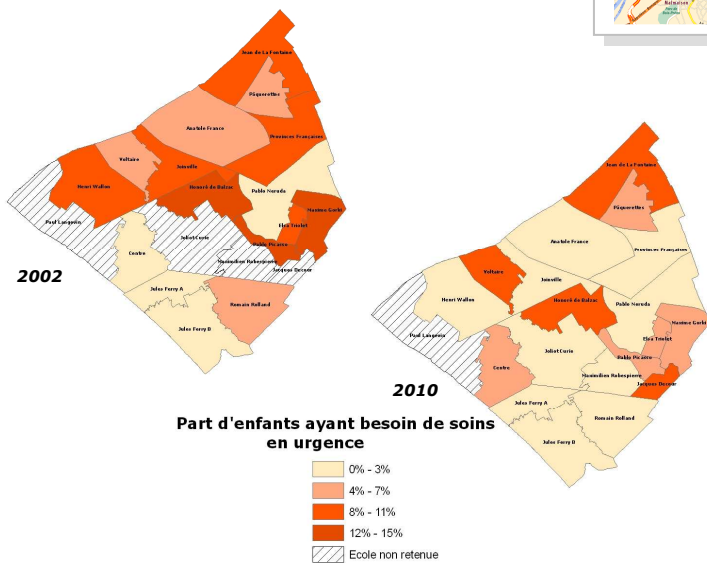 Malmaison
Jean de La Fontaine
Pâquerettes
Anatole France
Provinces Françaises
Voltaire
Joinville
Henri Wallon
Honoré de Balzac
Pablo Neruda
Maxime Gorki
Elsa Triolet
Paul Langevin
Joliot Curie
Pablo Picasso
Centre
Maximilien Robespierre
Jacques Decour
2002
Jules Ferry A
Romain Rolland
Jules Ferry B
Jean de La Fontaine
Pâquerettes
Anatole France
Provinces Françaises
Voltaire
Joinville
Henri Wallon
Honoré de Balzac
Pablo Neruda
Maxime Gorki
Elsa Triolet
Paul Langevin
Joliot Curie
Pablo Picasso
Centre
Maximilien Robespierre
Jacques Decour
2010
Jules Ferry A
Romain Rolland
Jules Ferry B
Part d'enfants ayant besoin de soins
en urgence
0% - 3%
4% - 7%
8% - 11%
12% - 15%
Ecole non retenue